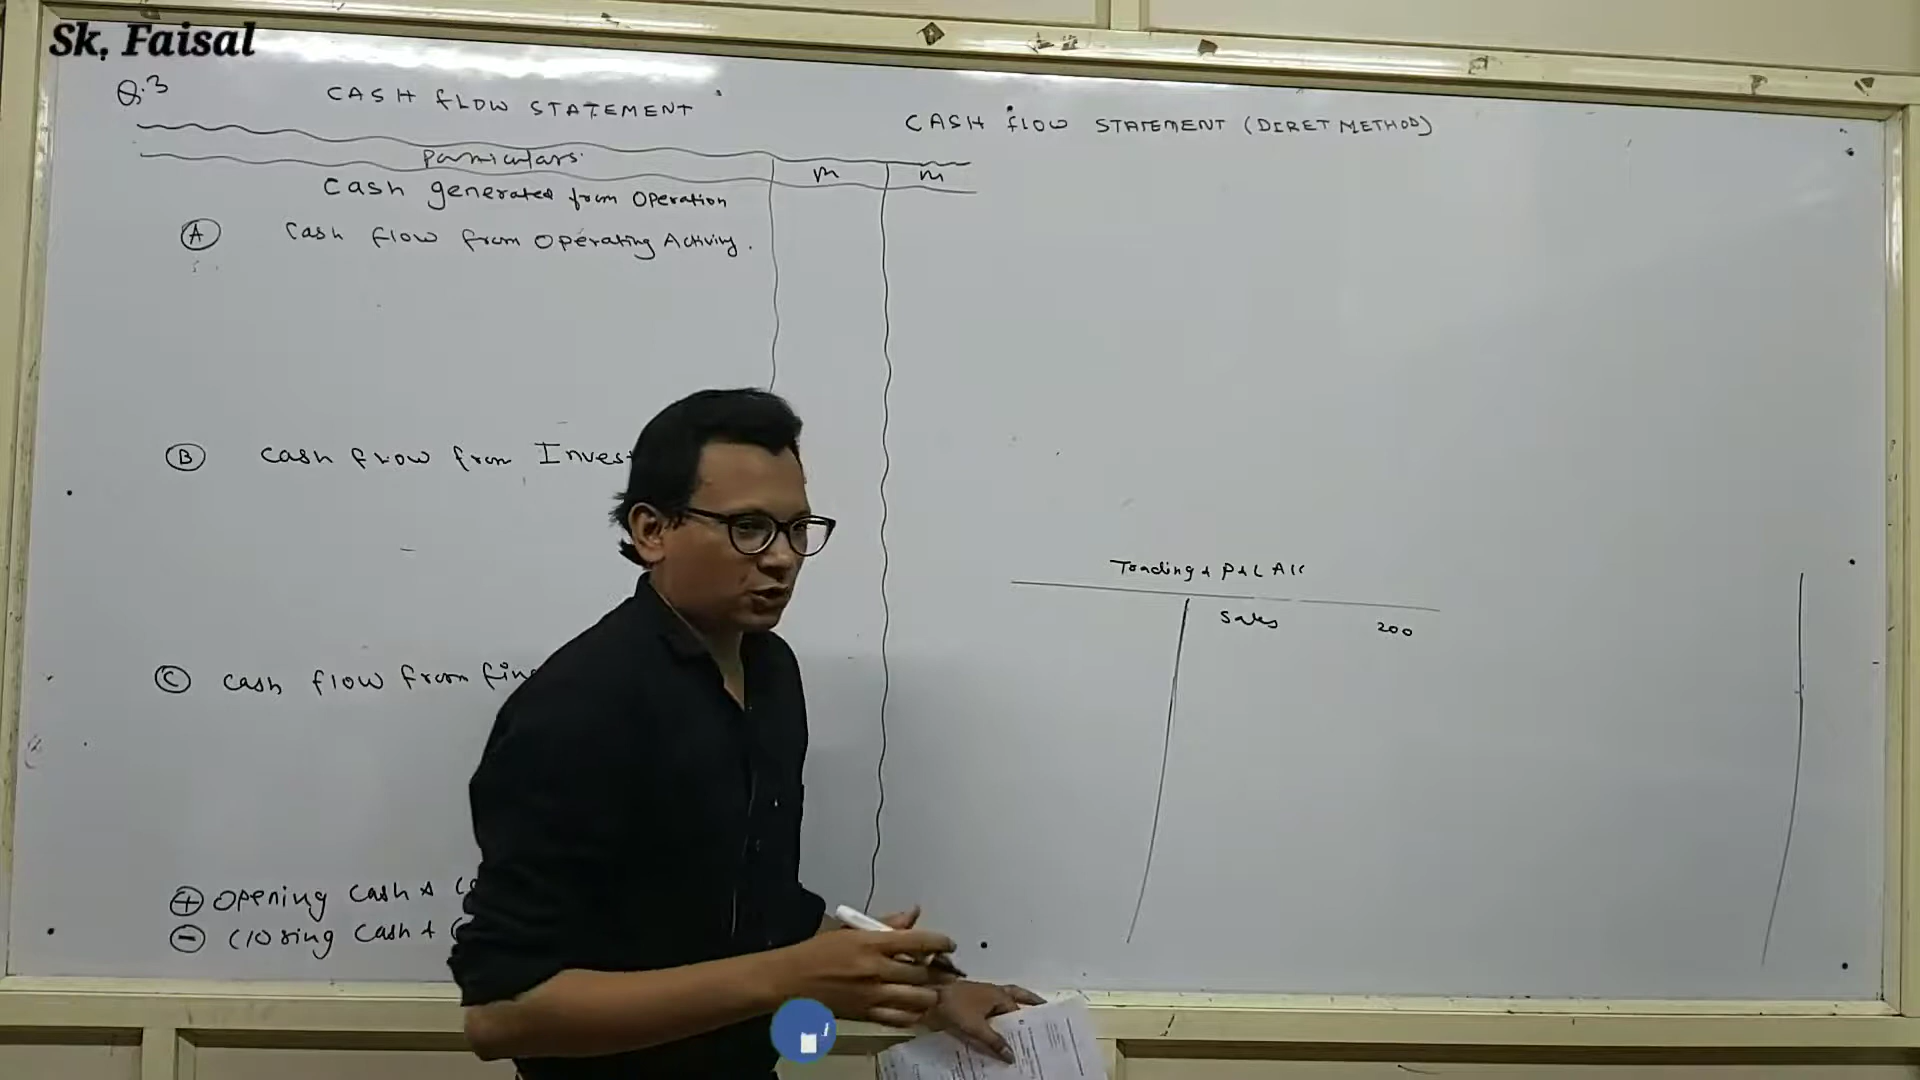 Sk. Faisal
Q.3
CASH FLOW STATEMENT
Particulars
m
m
Cash generated from Operation
A Cash flow from Operating Activity.
B Cash flow from Invest
C Cash flow from fin
+ Opening Cash &
- Closing Cash &
CASH flow STATEMENT (DIRET METHOD)
Trading & P&L A/c
Sales 200